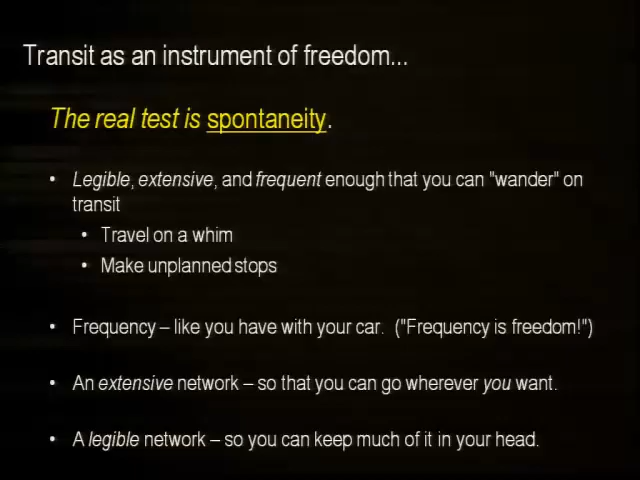 Transit as an instrument of freedom...
The real test is spontaneity.
• Legible, extensive, and frequent enough that you can "wander" on
transit
• Travel on a whim
• Make unplanned stops
• Frequency – like you have with your car. ("Frequency is freedom!")
• An extensive network – so that you can go wherever you want.
• A legible network – so you can keep much of it in your head.